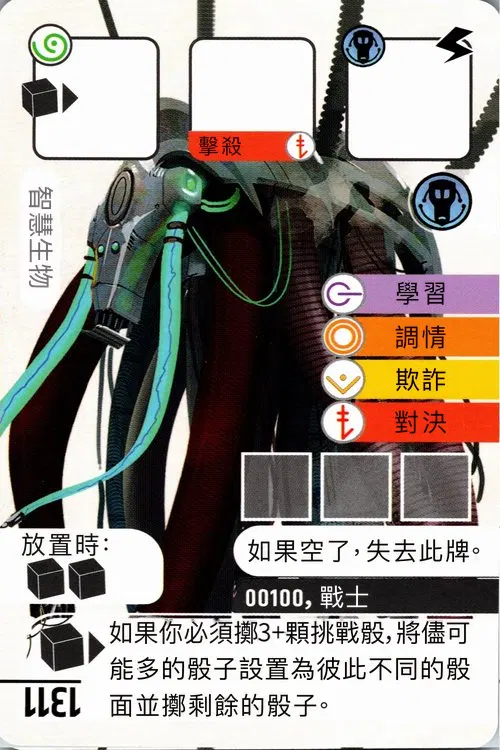 擊殺
智慧生物
學習
調情
欺詐
對決
放置時：
如果空了，失去此牌。
00100, 戰士
如果你必須擲3+顆挑戰骰，將儘可
能多的骰子設置為彼此不同的骰
面並擲剩餘的骰子。
1311